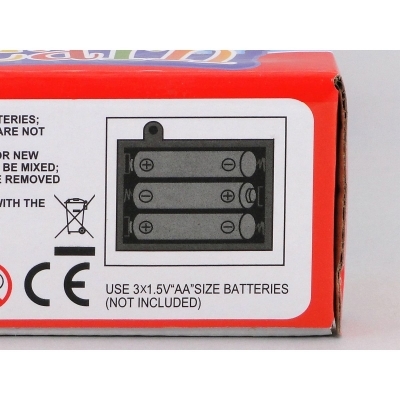 TERIES;
ARE NOT
OR NEW
BE MIXED;
E REMOVED
WITH THE
CE
USE 3X1.5V"AA"SIZE BATTERIES
(NOT INCLUDED)